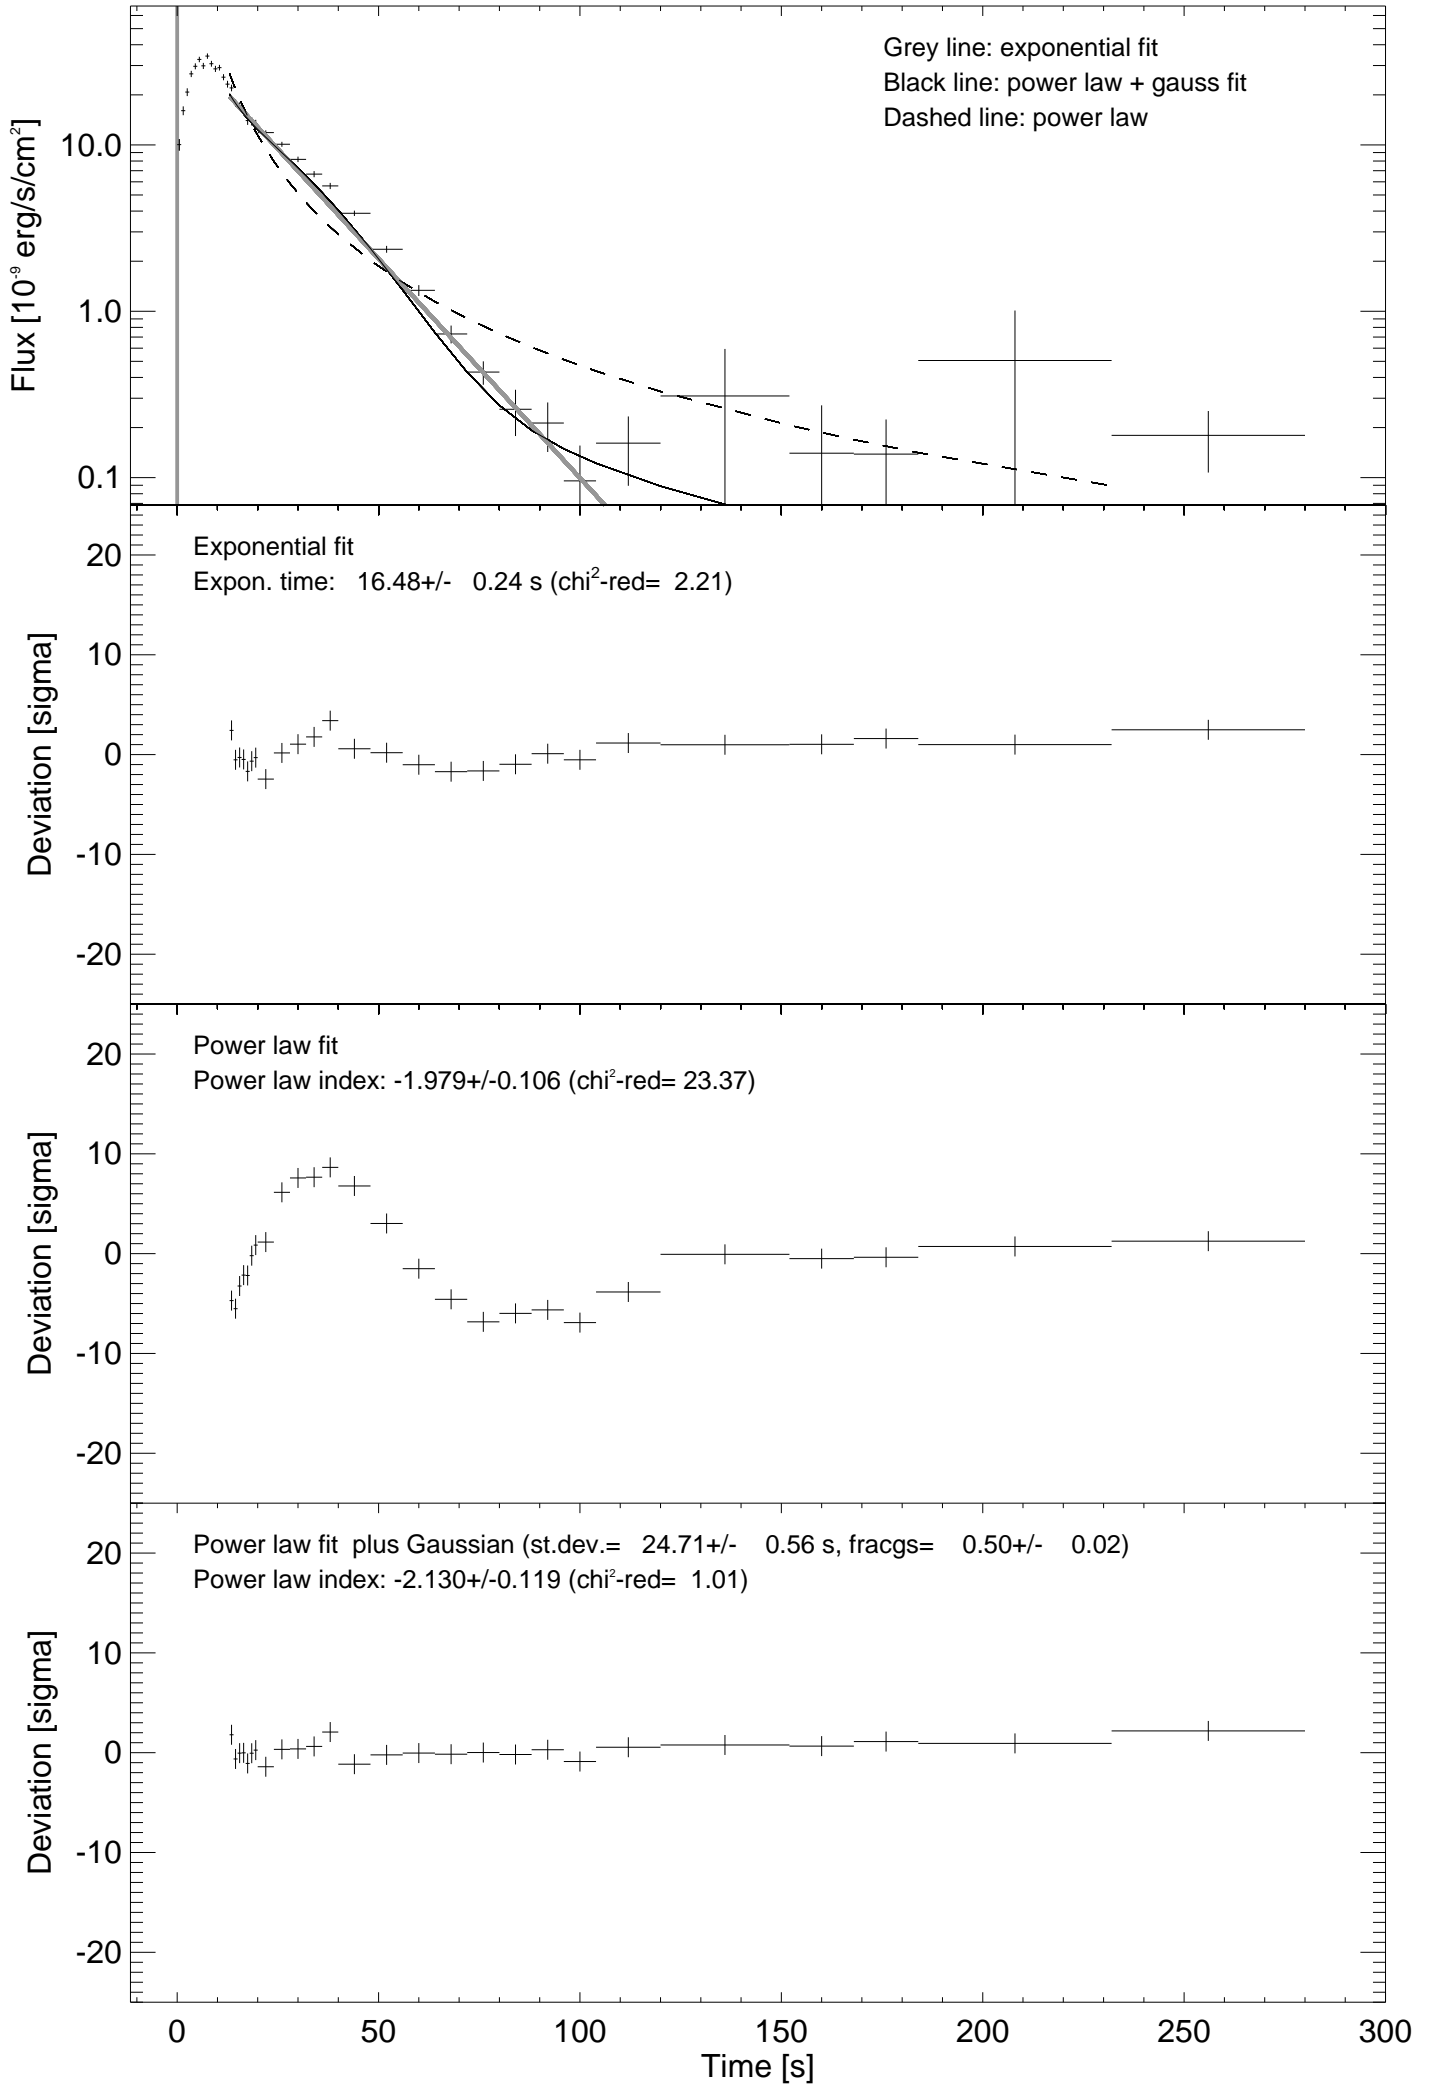 Grey line: exponential fit
Black line: power law + gauss fit
Dashed line: power law
10.0
1.0
0.1
Flux [10⁻⁹ erg/s/cm²]
Exponential fit
Expon. time: 16.48+/- 0.24 s (chi²-red= 2.21)
20
10
0
-10
-20
Deviation [sigma]
Power law fit
Power law index: -1.979+/-0.106 (chi²-red= 23.37)
20
10
0
-10
-20
Deviation [sigma]
Power law fit plus Gaussian (st.dev.= 24.71+/- 0.56 s, fracgs= 0.50+/- 0.02)
Power law index: -2.130+/-0.119 (chi²-red= 1.01)
20
10
0
-10
-20
Deviation [sigma]
0 50 100 150 200 250 300
Time [s]